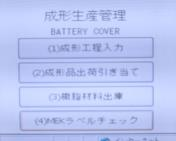 成形生産管理
BATTERY COVER
(1)成形工程入力
(2)成形品出荷引き当て
(3)樹脂材料出庫
(4)MEKラベルチェック